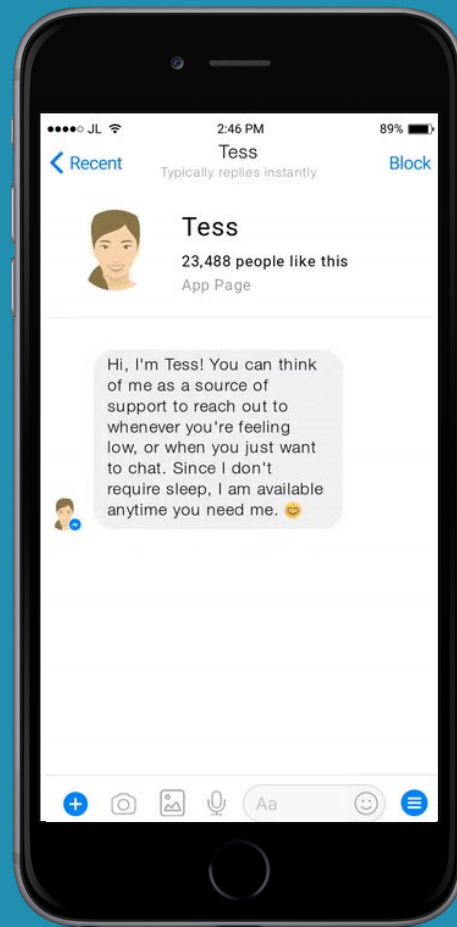 JL 2:46 PM 89%
Recent Tess Block
Typically replies instantly
Tess
23,488 people like this
App Page
Hi, I'm Tess! You can think
of me as a source of
support to reach out to
whenever you're feeling
low, or when you just want
to chat. Since I don't
require sleep, I am available
anytime you need me. 😊
Aa